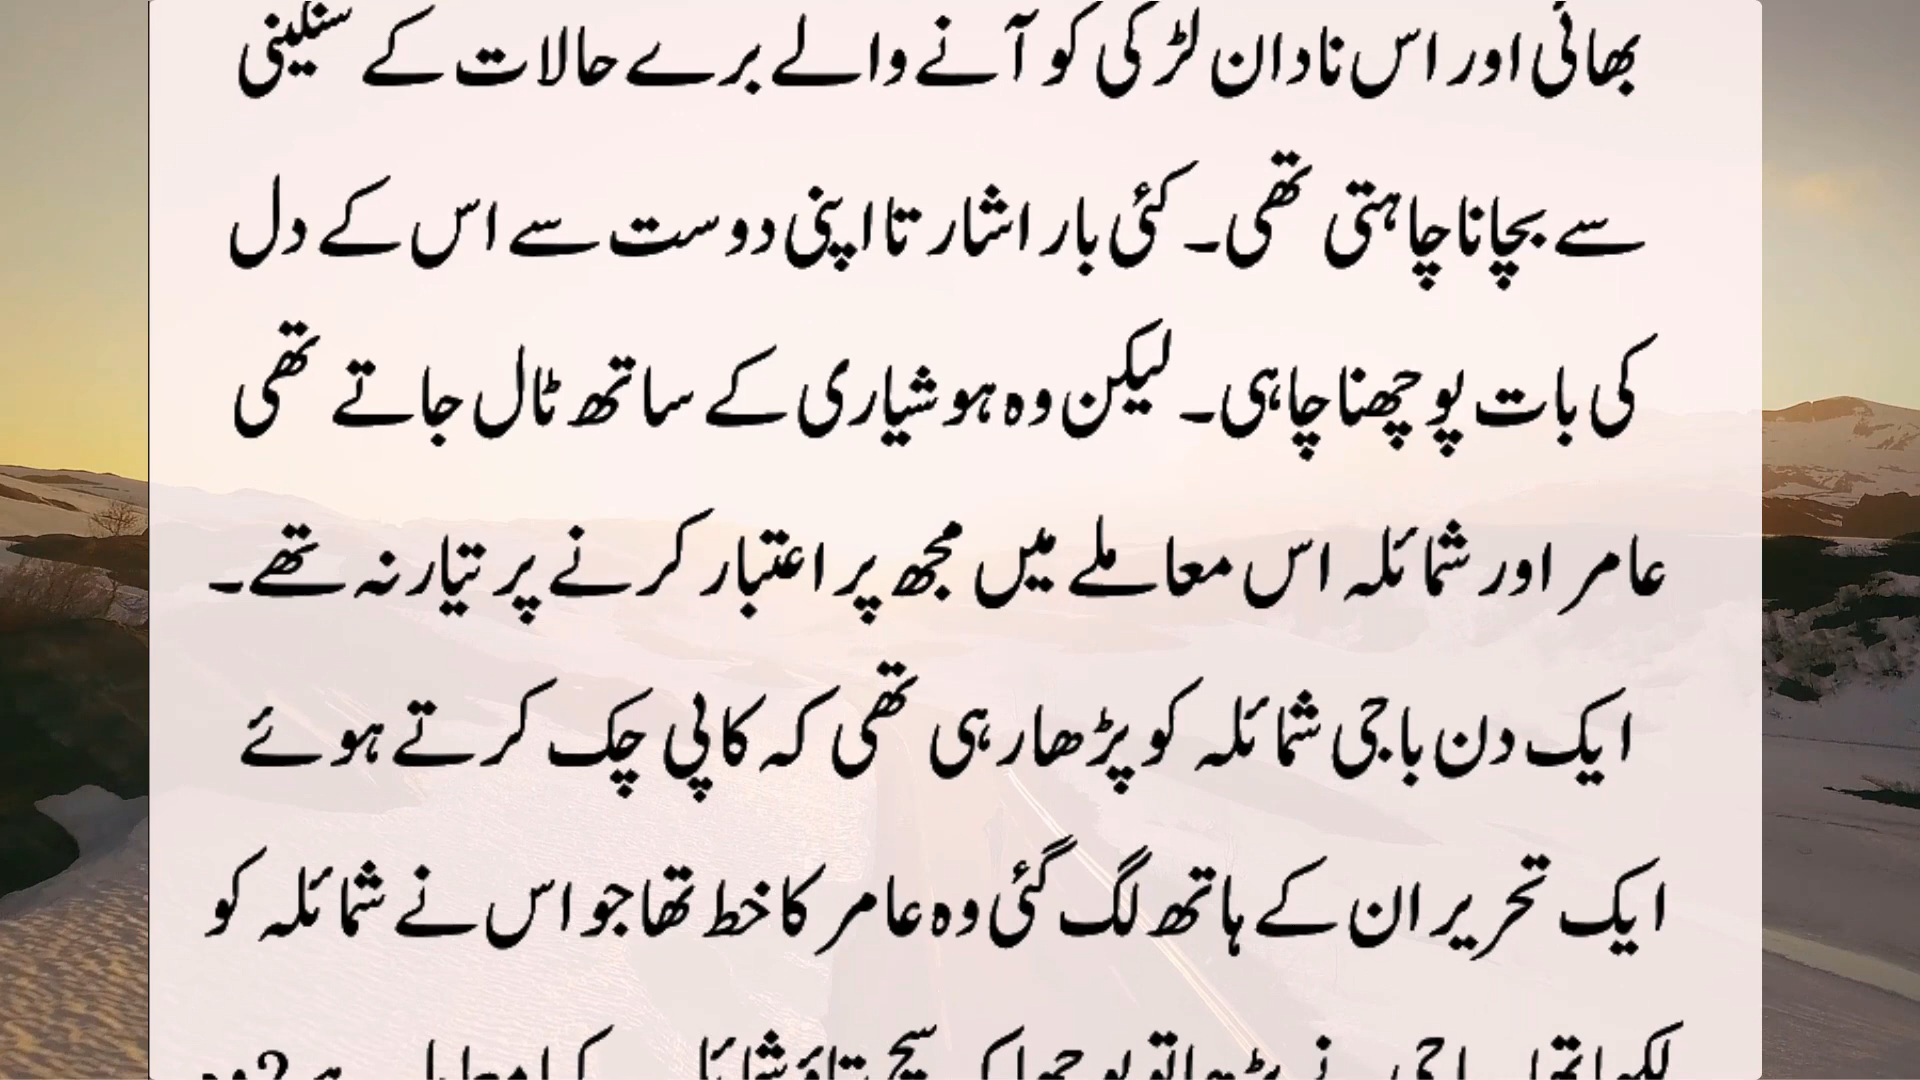 بھائی اور اس نادان لڑکی کو آنے والے برے حالات کے سنگینی
سے بچانا چاہتی تھی۔ کئی بار اشارتا اپنی دوست سے اس کے دل
کی بات پوچھنا چاہی۔ لیکن وہ ہوشیاری کے ساتھ ٹال جاتے تھی
عامر اور شمائلہ اس معاملے میں مجھ پر اعتبار کرنے پر تیار نہ تھے۔
ایک دن باجی شمائلہ کو پڑھا رہی تھی کہ کاپی چک کرتے ہوئے
ایک تحریر ان کے ہاتھ لگ گئی وہ عامر کا خط تھا جو اس نے شمائلہ کو